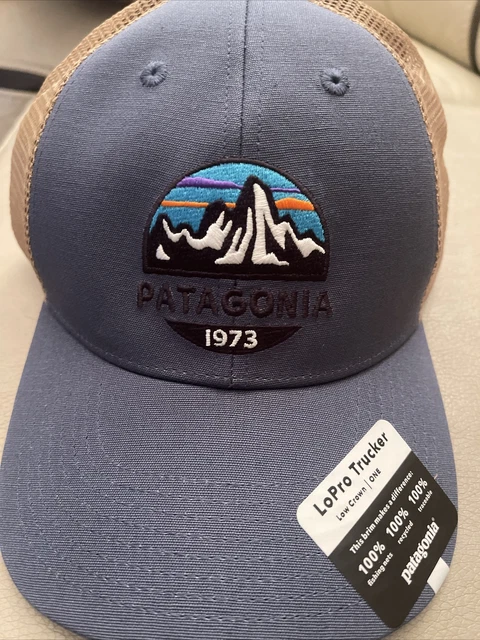 PATAGONIA
1973
LoPro Trucker
Low Crown | ONE
This brim makes a difference:
100% 100% 100%
fishing nets recycled traceable
patagonia®